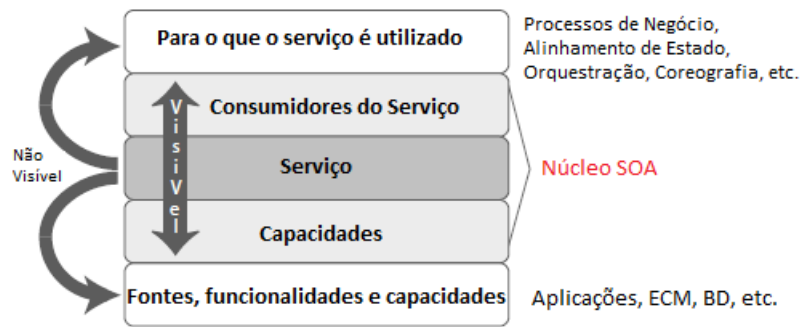 Para o que o serviço é utilizado
Processos de Negócio,
Alinhamento de Estado,
Orquestração, Coreografia, etc.
Consumidores do Serviço
VisiVel
Não
Visível
Serviço
Núcleo SOA
Capacidades
Fontes, funcionalidades e capacidades
Aplicações, ECM, BD, etc.